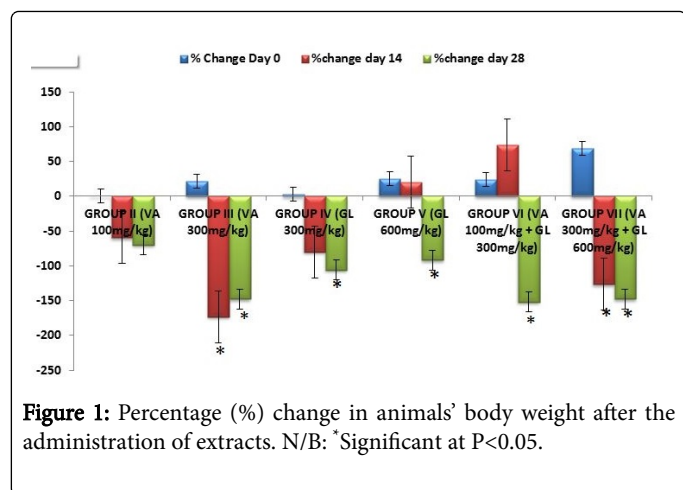 % Change Day 0 %change day 14 %change day 28
150
100
50
0
-50
-100
-150
-200
-250
GROUP II (VA
100mg/kg)
GROUP III (VA
300mg/kg)
GROUP IV (GL
300mg/kg)
GROUP V (GL
600mg/kg)
GROUP VI (VA
100mg/kg + GL
300mg/kg)
GROUP VII (VA
300mg/kg + GL
600mg/kg)
*
*
*
*
*
*
*
Figure 1: Percentage (%) change in animals’ body weight after the
administration of extracts. N/B: *Significant at P<0.05.